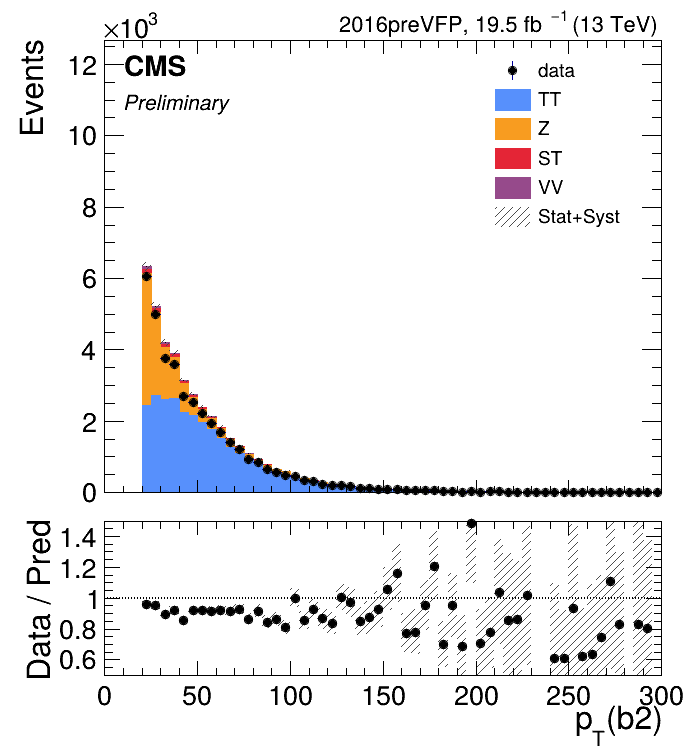 ×10³
2016preVFP, 19.5 fb ⁻¹ (13 TeV)
Events
CMS
Preliminary
data
TT
Z
ST
VV
Stat+Syst
12
10
8
6
4
2
0
Data / Pred
1.4
1.2
1
0.8
0.6
0 50 100 150 200 250 300
p_T(b2)